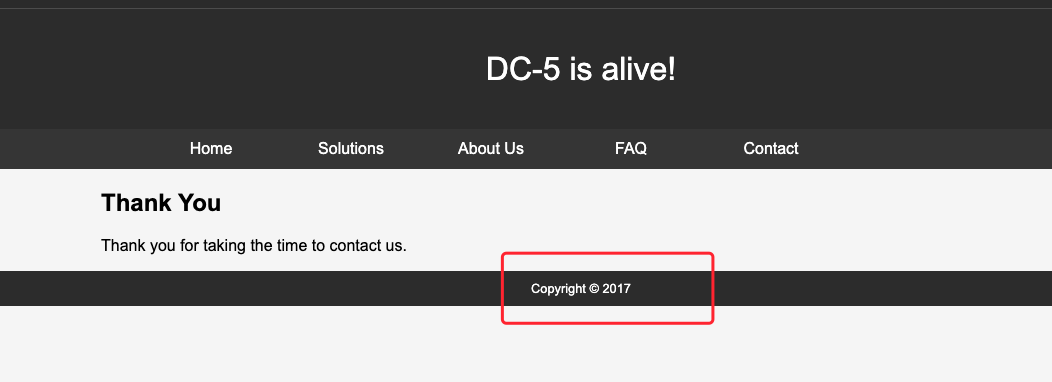 DC-5 is alive!
Home Solutions About Us FAQ Contact
Thank You
Thank you for taking the time to contact us.
Copyright © 2017